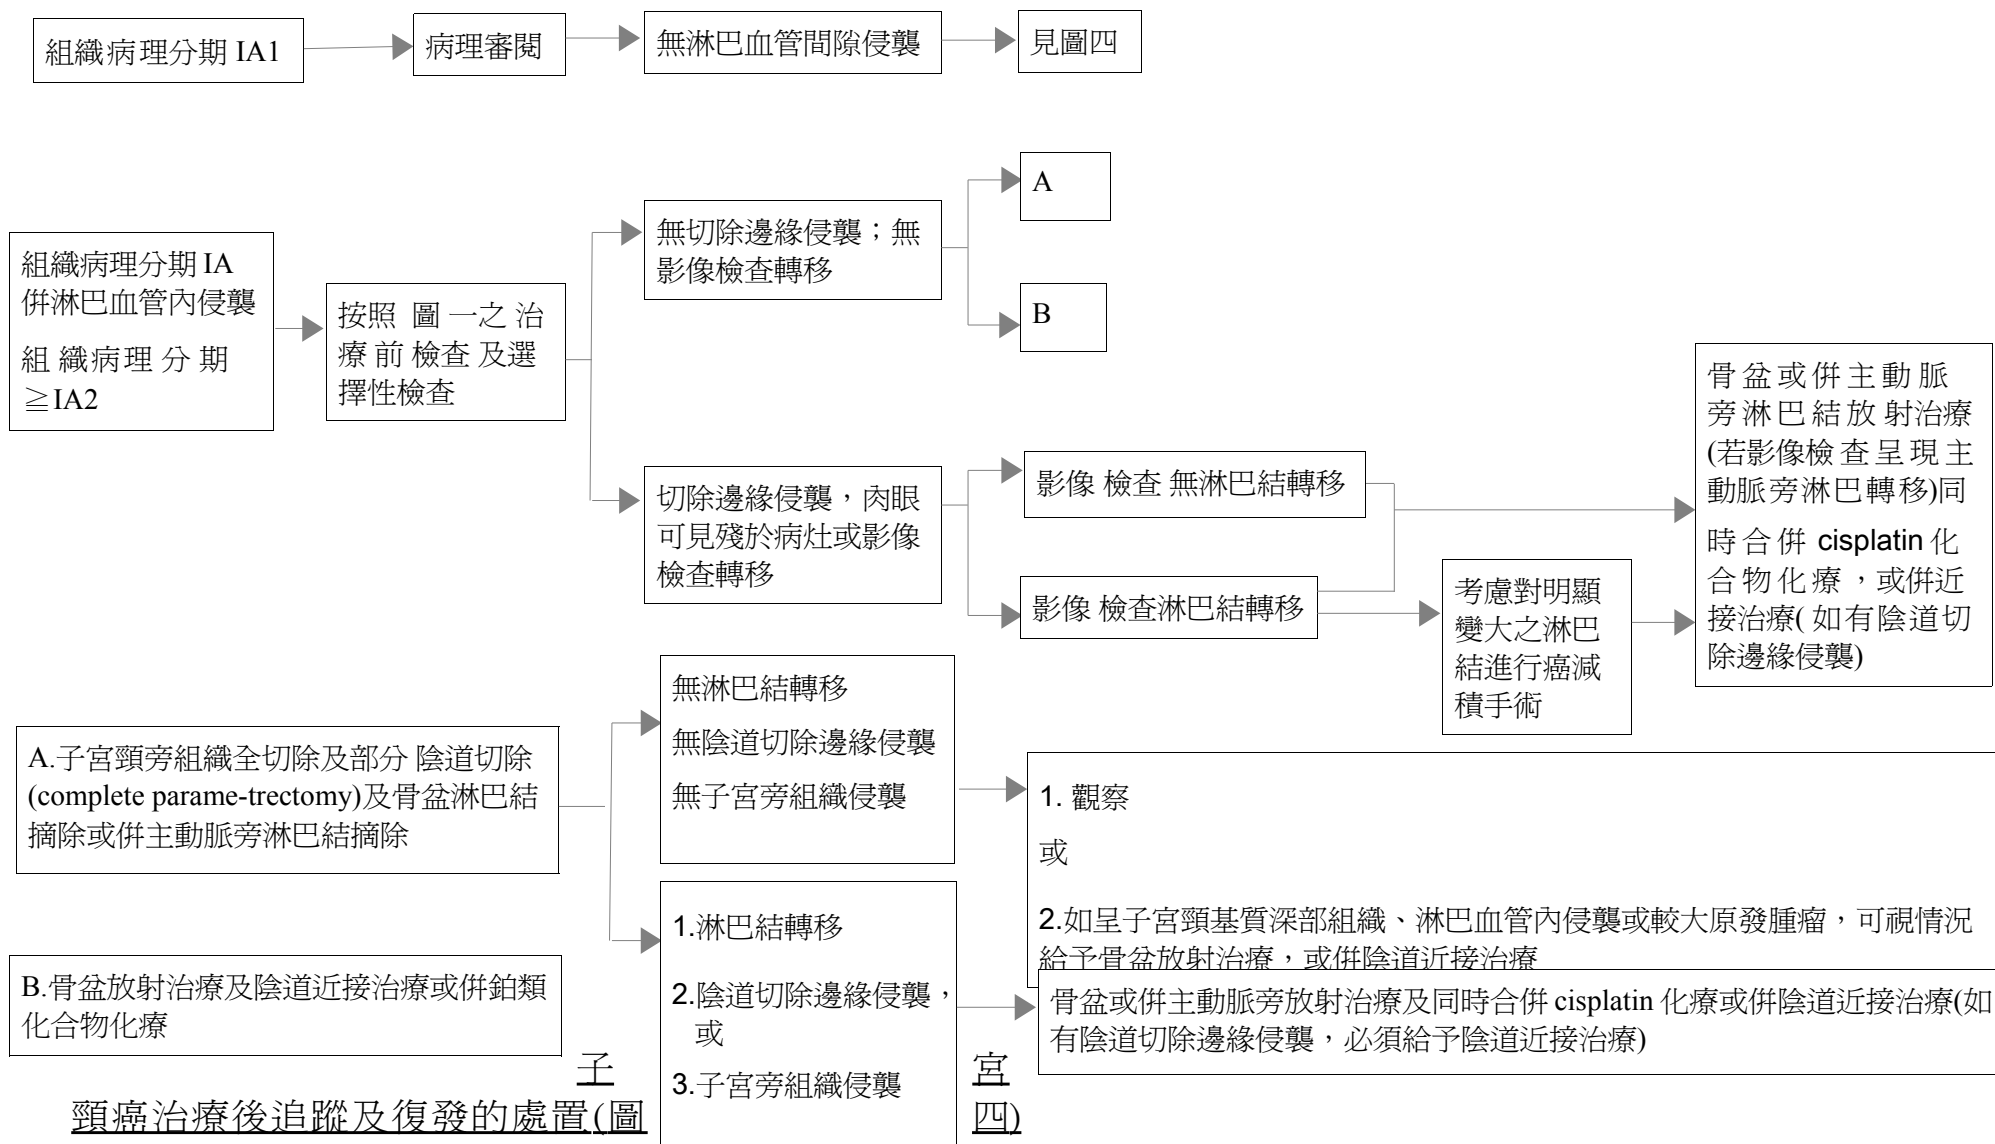 組織病理分期 IA1
病理審閱
無淋巴血管間隙侵襲
見圖四
A
無切除邊緣侵襲；無
影像檢查轉移
B
組織病理分期 IA
併淋巴血管內侵襲
組織病理分期
≧IA2
按照 圖一之治
療前檢查及選
擇性檢查
切除邊緣侵襲，內眼
可見殘於病灶或影像
檢查轉移
影像 檢查 無淋巴結轉移
影像 檢查淋巴結轉移
考慮對明顯
變大之淋巴
結進行癌減
積手術
骨盆或併主動脈
旁淋巴結放射治療
(若影像檢查呈現主
動脈旁淋巴轉移)同
時合併 cisplatin 化
合物化療，或併近
接治療(如有陰道切
除邊緣侵襲)
A.子宮頸旁組織全切除及部分 陰道切除
(complete parame-trectomy)及骨盆淋巴結
摘除或併主動脈旁淋巴結摘除
無淋巴結轉移
無陰道切除邊緣侵襲
無子宮旁組織侵襲
1. 觀察
或
2.如呈子宮頸基質深部組織、淋巴血管內侵襲或較大原發腫瘤，可視情況
給予骨盆放射治療，或併陰道近接治療
B.骨盆放射治療及陰道近接治療或併鉑類
化合物化療
1.淋巴結轉移
2.陰道切除邊緣侵襲，
或
3.子宮旁組織侵襲
骨盆或併主動脈旁放射治療及同時合併 cisplatin 化療或併陰道近接治療(如
有陰道切除邊緣侵襲，必須給予陰道近接治療)
子 宮
頸癌治療後追蹤及復發的處置(圖 四)